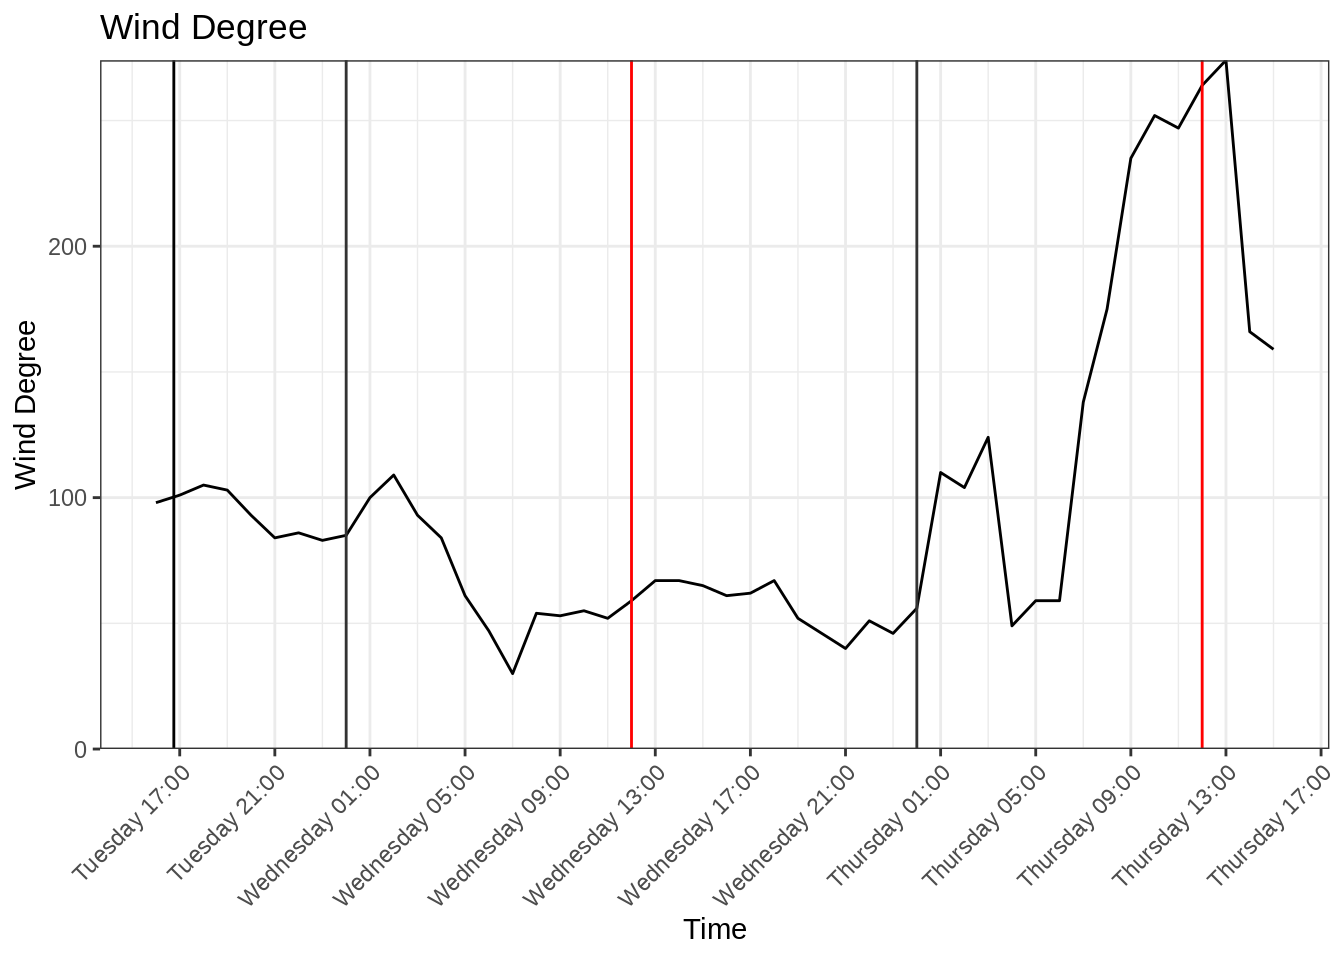 Wind Degree
Wind Degree
200
100
0
Tuesday 17:00
Tuesday 21:00
Wednesday 01:00
Wednesday 05:00
Wednesday 09:00
Wednesday 13:00
Wednesday 17:00
Wednesday 21:00
Thursday 01:00
Thursday 05:00
Thursday 09:00
Thursday 13:00
Thursday 17:00
Time